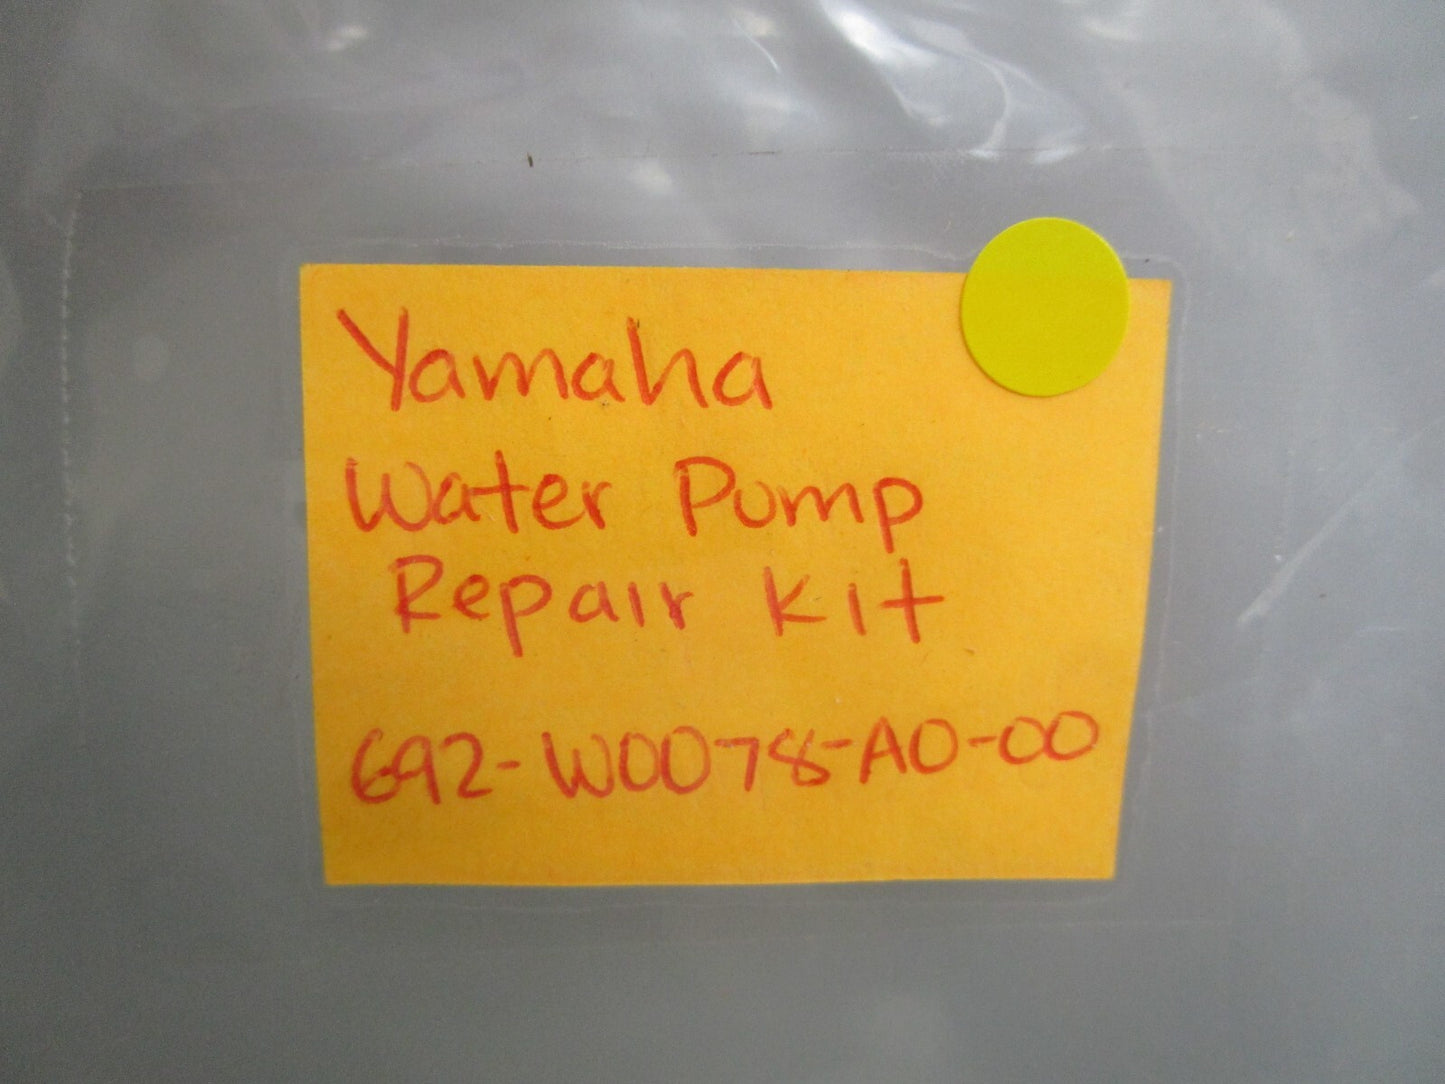 Yamaha
Water Pump
Repair Kit
692-W0078-A0-00